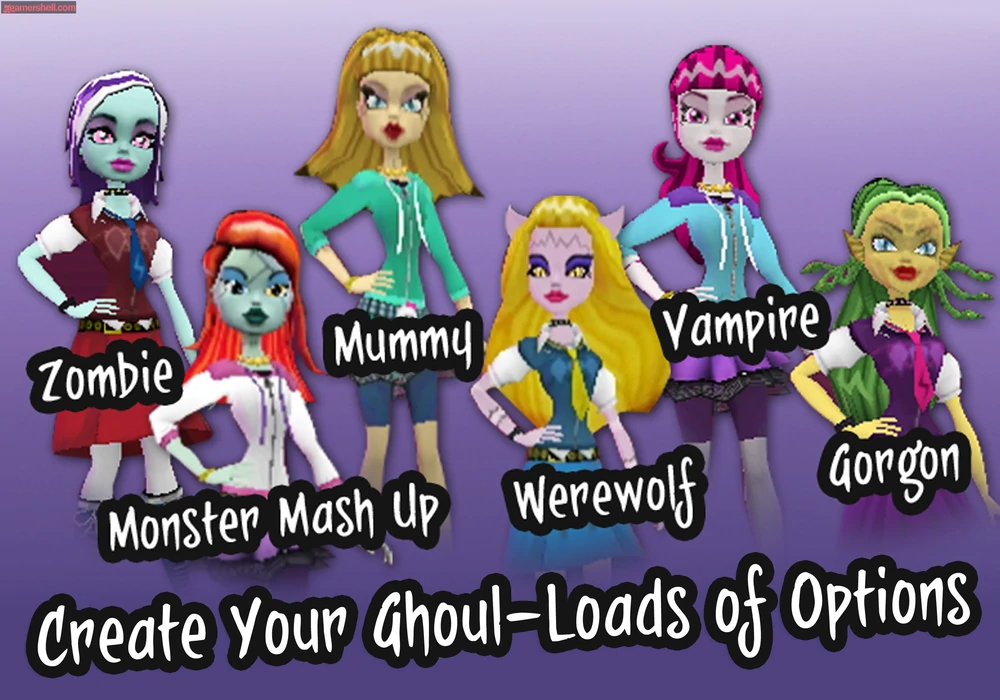 gamershell.com
Zombie
Mummy
Vampire
Monster Mash Up
Werewolf
Gorgon
Create Your Ghoul-Loads of Options